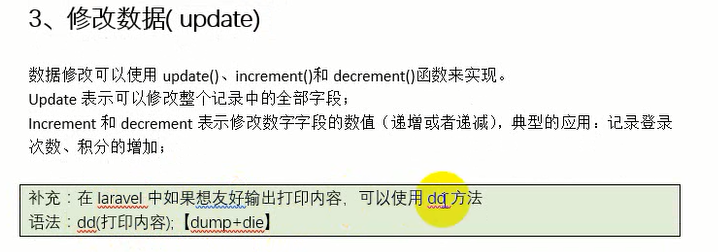 3、修改数据( update)
数据修改可以使用 update()、increment()和 decrement()函数来实现。
Update 表示可以修改整个记录中的全部字段；
Increment 和 decrement 表示修改数字字段的数值（递增或者递减），典型的应用：记录登录
次数、积分的增加；
补充：在 laravel 中如果想友好输出打印内容，可以使用 dd 方法
语法：dd(打印内容);【dump+die】